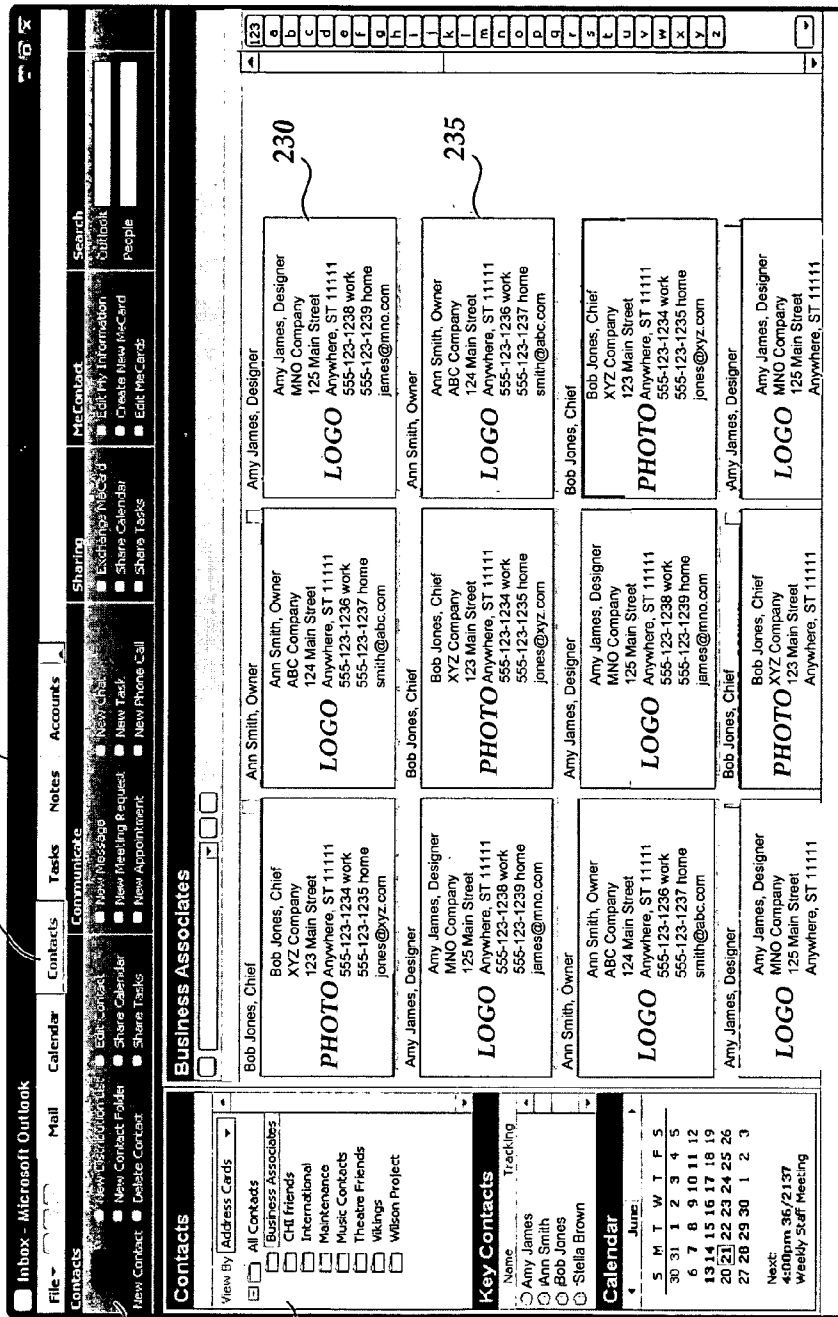 Inbox - Microsoft Outlook
File Mail Calendar Contacts Tasks Notes Accounts
Contacts Communicate Sharing MeContact Search
New Contact
New Distribution List
New Contact Folder
Delete Contact
Edit Contact
Share Calendar
Share Tasks
New Message
New Meeting Request
New Appointment
New Chat
New Task
New Phone Call
Exchange MeCard
Share Calendar
Share Tasks
Edit My Information
Create New MeCard
Edit MeCards
Outlook
People
Contacts
View By Address Cards
All Contacts
Business Associates
CHI friends
International
Maintenance
Music Contacts
Theatre Friends
Vikings
Wilson Project
Key Contacts
Name Tracking
Amy James
Ann Smith
Bob Jones
Stella Brown
Calendar
June
S M T W T F S
30 31 1 2 3 4 5
6 7 8 9 10 11 12
13 14 15 16 17 18 19
20 21 22 23 24 25 26
27 28 29 30 1 2 3
Next:
4:00pm 36/2137
Weekly Staff Meeting
Business Associates
Bob Jones, Chief
PHOTO
Bob Jones, Chief
XYZ Company
123 Main Street
Anywhere, ST 11111
555-123-1234 work
555-123-1235 home
jones@xyz.com
Ann Smith, Owner
LOGO
Ann Smith, Owner
ABC Company
124 Main Street
Anywhere, ST 11111
555-123-1236 work
555-123-1237 home
smith@abc.com
Amy James, Designer
LOGO
Amy James, Designer
MNO Company
125 Main Street
Anywhere, ST 11111
555-123-1238 work
555-123-1239 home
james@mno.com
230
Amy James, Designer
LOGO
Amy James, Designer
MNO Company
125 Main Street
Anywhere, ST 11111
555-123-1238 work
555-123-1239 home
james@mno.com
Bob Jones, Chief
PHOTO
Bob Jones, Chief
XYZ Company
123 Main Street
Anywhere, ST 11111
555-123-1234 work
555-123-1235 home
jones@xyz.com
Ann Smith, Owner
LOGO
Ann Smith, Owner
ABC Company
124 Main Street
Anywhere, ST 11111
555-123-1236 work
555-123-1237 home
smith@abc.com
235
Ann Smith, Owner
LOGO
Ann Smith, Owner
ABC Company
124 Main Street
Anywhere, ST 11111
555-123-1236 work
555-123-1237 home
smith@abc.com
Amy James, Designer
LOGO
Amy James, Designer
MNO Company
125 Main Street
Anywhere, ST 11111
555-123-1238 work
555-123-1239 home
james@mno.com
Bob Jones, Chief
PHOTO
Bob Jones, Chief
XYZ Company
123 Main Street
Anywhere, ST 11111
555-123-1234 work
555-123-1235 home
jones@xyz.com
Amy James, Designer
LOGO
Amy James, Designer
MNO Company
125 Main Street
Anywhere, ST 11111
Bob Jones, Chief
PHOTO
Bob Jones, Chief
XYZ Company
123 Main Street
Anywhere, ST 11111
Amy James, Designer
LOGO
Amy James, Designer
MNO Company
125 Main Street
Anywhere, ST 11111
123
a
b
c
d
e
f
g
h
i
j
k
l
m
n
o
p
q
r
s
t
u
v
w
x
y
z